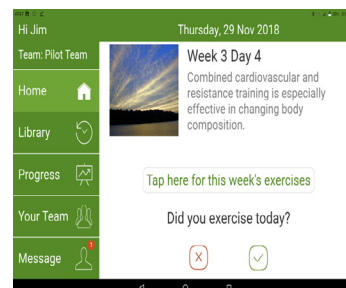 Hi Jim
Thursday, 29 Nov 2018
Team: Pilot Team
Home
Library
Progress
Your Team
Message
1
Week 3 Day 4
Combined cardiovascular and
resistance training is especially
effective in changing body
composition.
Tap here for this week's exercises
Did you exercise today?